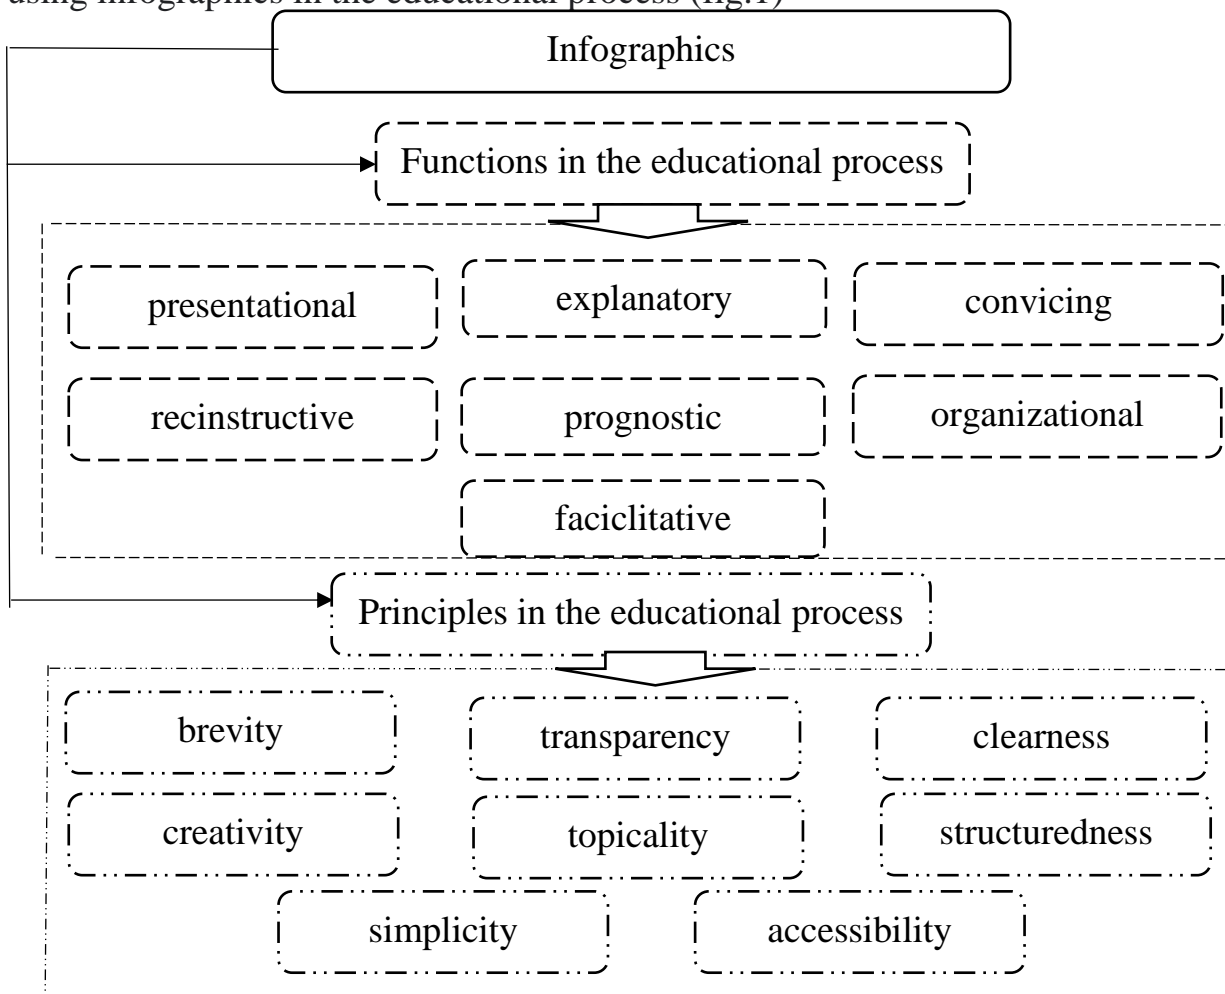 using infographics in the educational process (fig.1)
Infographics
Functions in the educational process
presentational
explanatory
convicing
recinstructive
prognostic
organizational
faciclitative
Principles in the educational process
brevity
transparency
clearness
creativity
topicality
structuredness
simplicity
accessibility